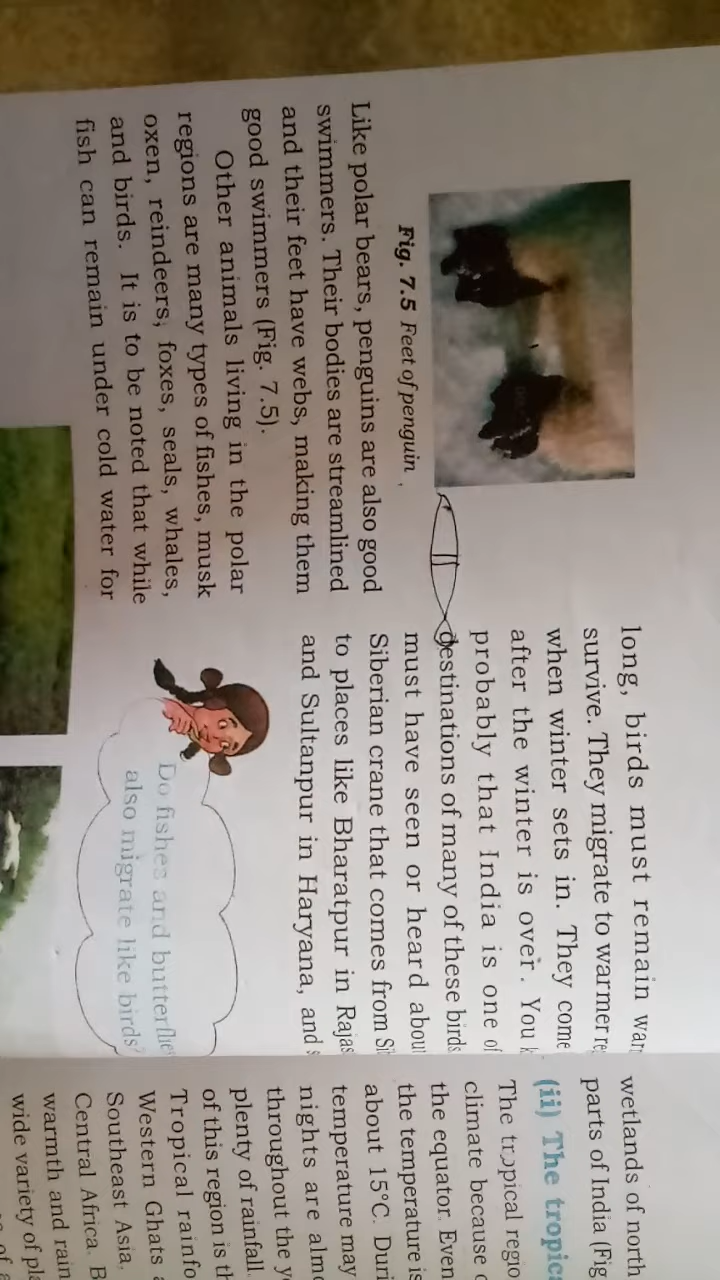 Fig. 7.5 Feet of penguin
Like polar bears, penguins are also good
swimmers. Their bodies are streamlined
and their feet have webs, making them
good swimmers (Fig. 7.5).
Other animals living in the polar
regions are many types of fishes, musk
oxen, reindeers, foxes, seals, whales,
and birds. It is to be noted that while
fish can remain under cold water for
long, birds must remain
survive. They migrate to warmer
when winter sets in. They come
after the winter is over. You
probably that India is one of
destinations of many of these birds
must have seen or heard
Siberian crane that comes from
to places like Bharatpur in
and Sultanpur in Haryana, and
Do fishes and
also migrate like birds?
wetlands of north
parts of India (Fig
(ii) The
The tropical
climate because
the equator. Even
the temperature is
about 15°C.
temperature may
nights are
throughout the
plenty of rainfall.
of this region is
Tropical
Western Ghats
Southeast Asia,
Central Africa.
warmth and rain
wide variety of